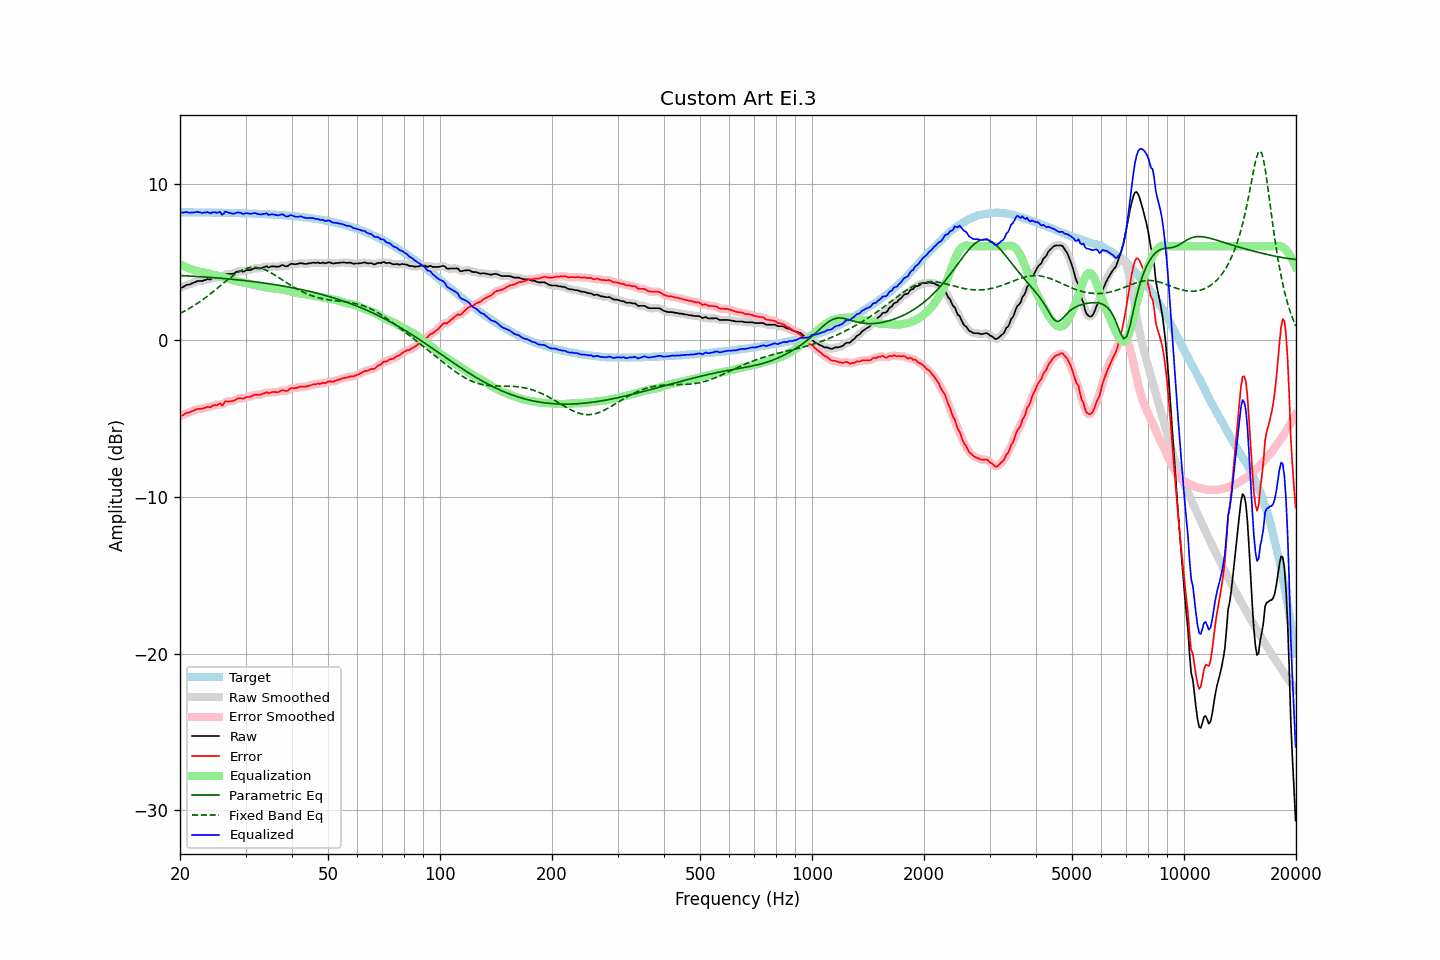 Custom Art Ei.3
Amplitude (dBr)
10
0
−10
−20
−30
Target
Raw Smoothed
Error Smoothed
Raw
Error
Equalization
Parametric Eq
Fixed Band Eq
Equalized
20 50 100 200 500 1000 2000 5000 10000 20000
Frequency (Hz)